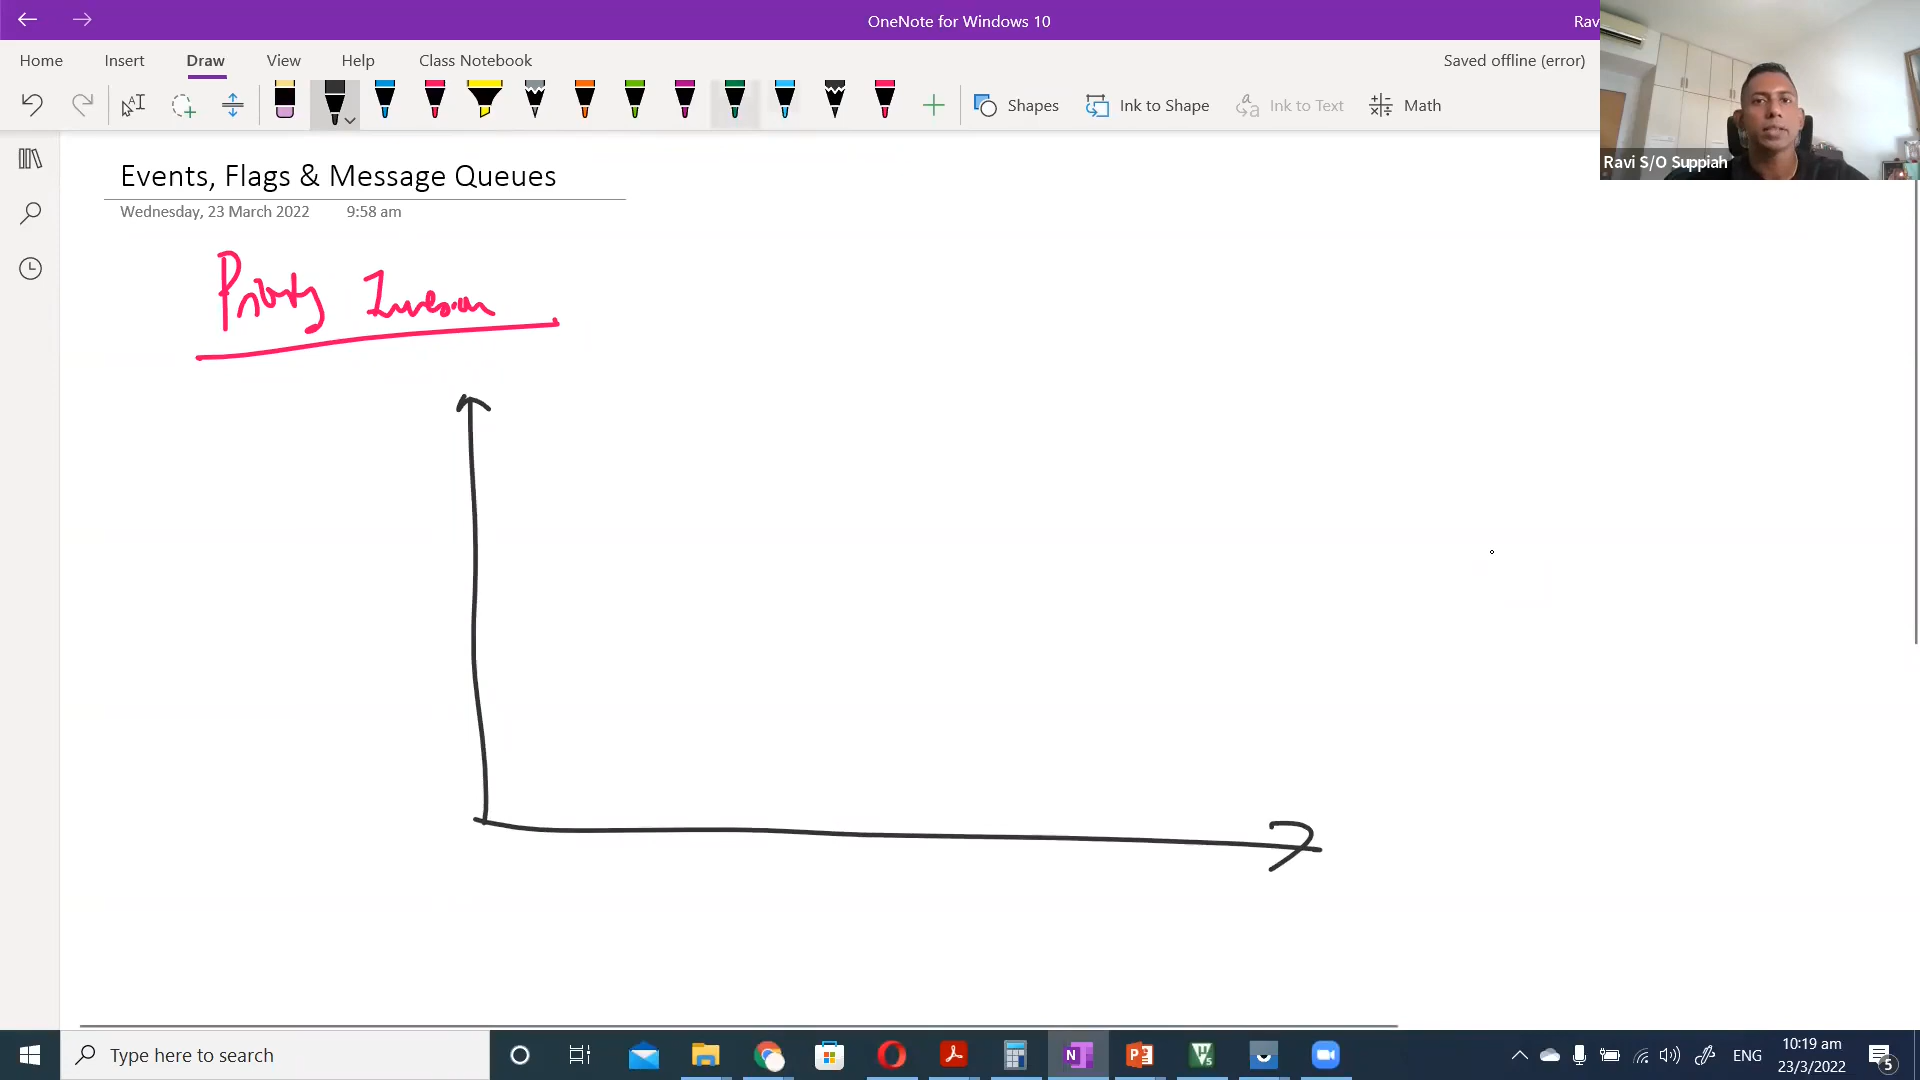 OneNote for Windows 10
Rav
Home Insert Draw View Help Class Notebook
Saved offline (error)
Shapes Ink to Shape Ink to Text Math
Ravi S/O Suppiah
Events, Flags & Message Queues
Wednesday, 23 March 2022 9:58 am
Priority Inversion
Type here to search
ENG
10:19 am
23/3/2022
5